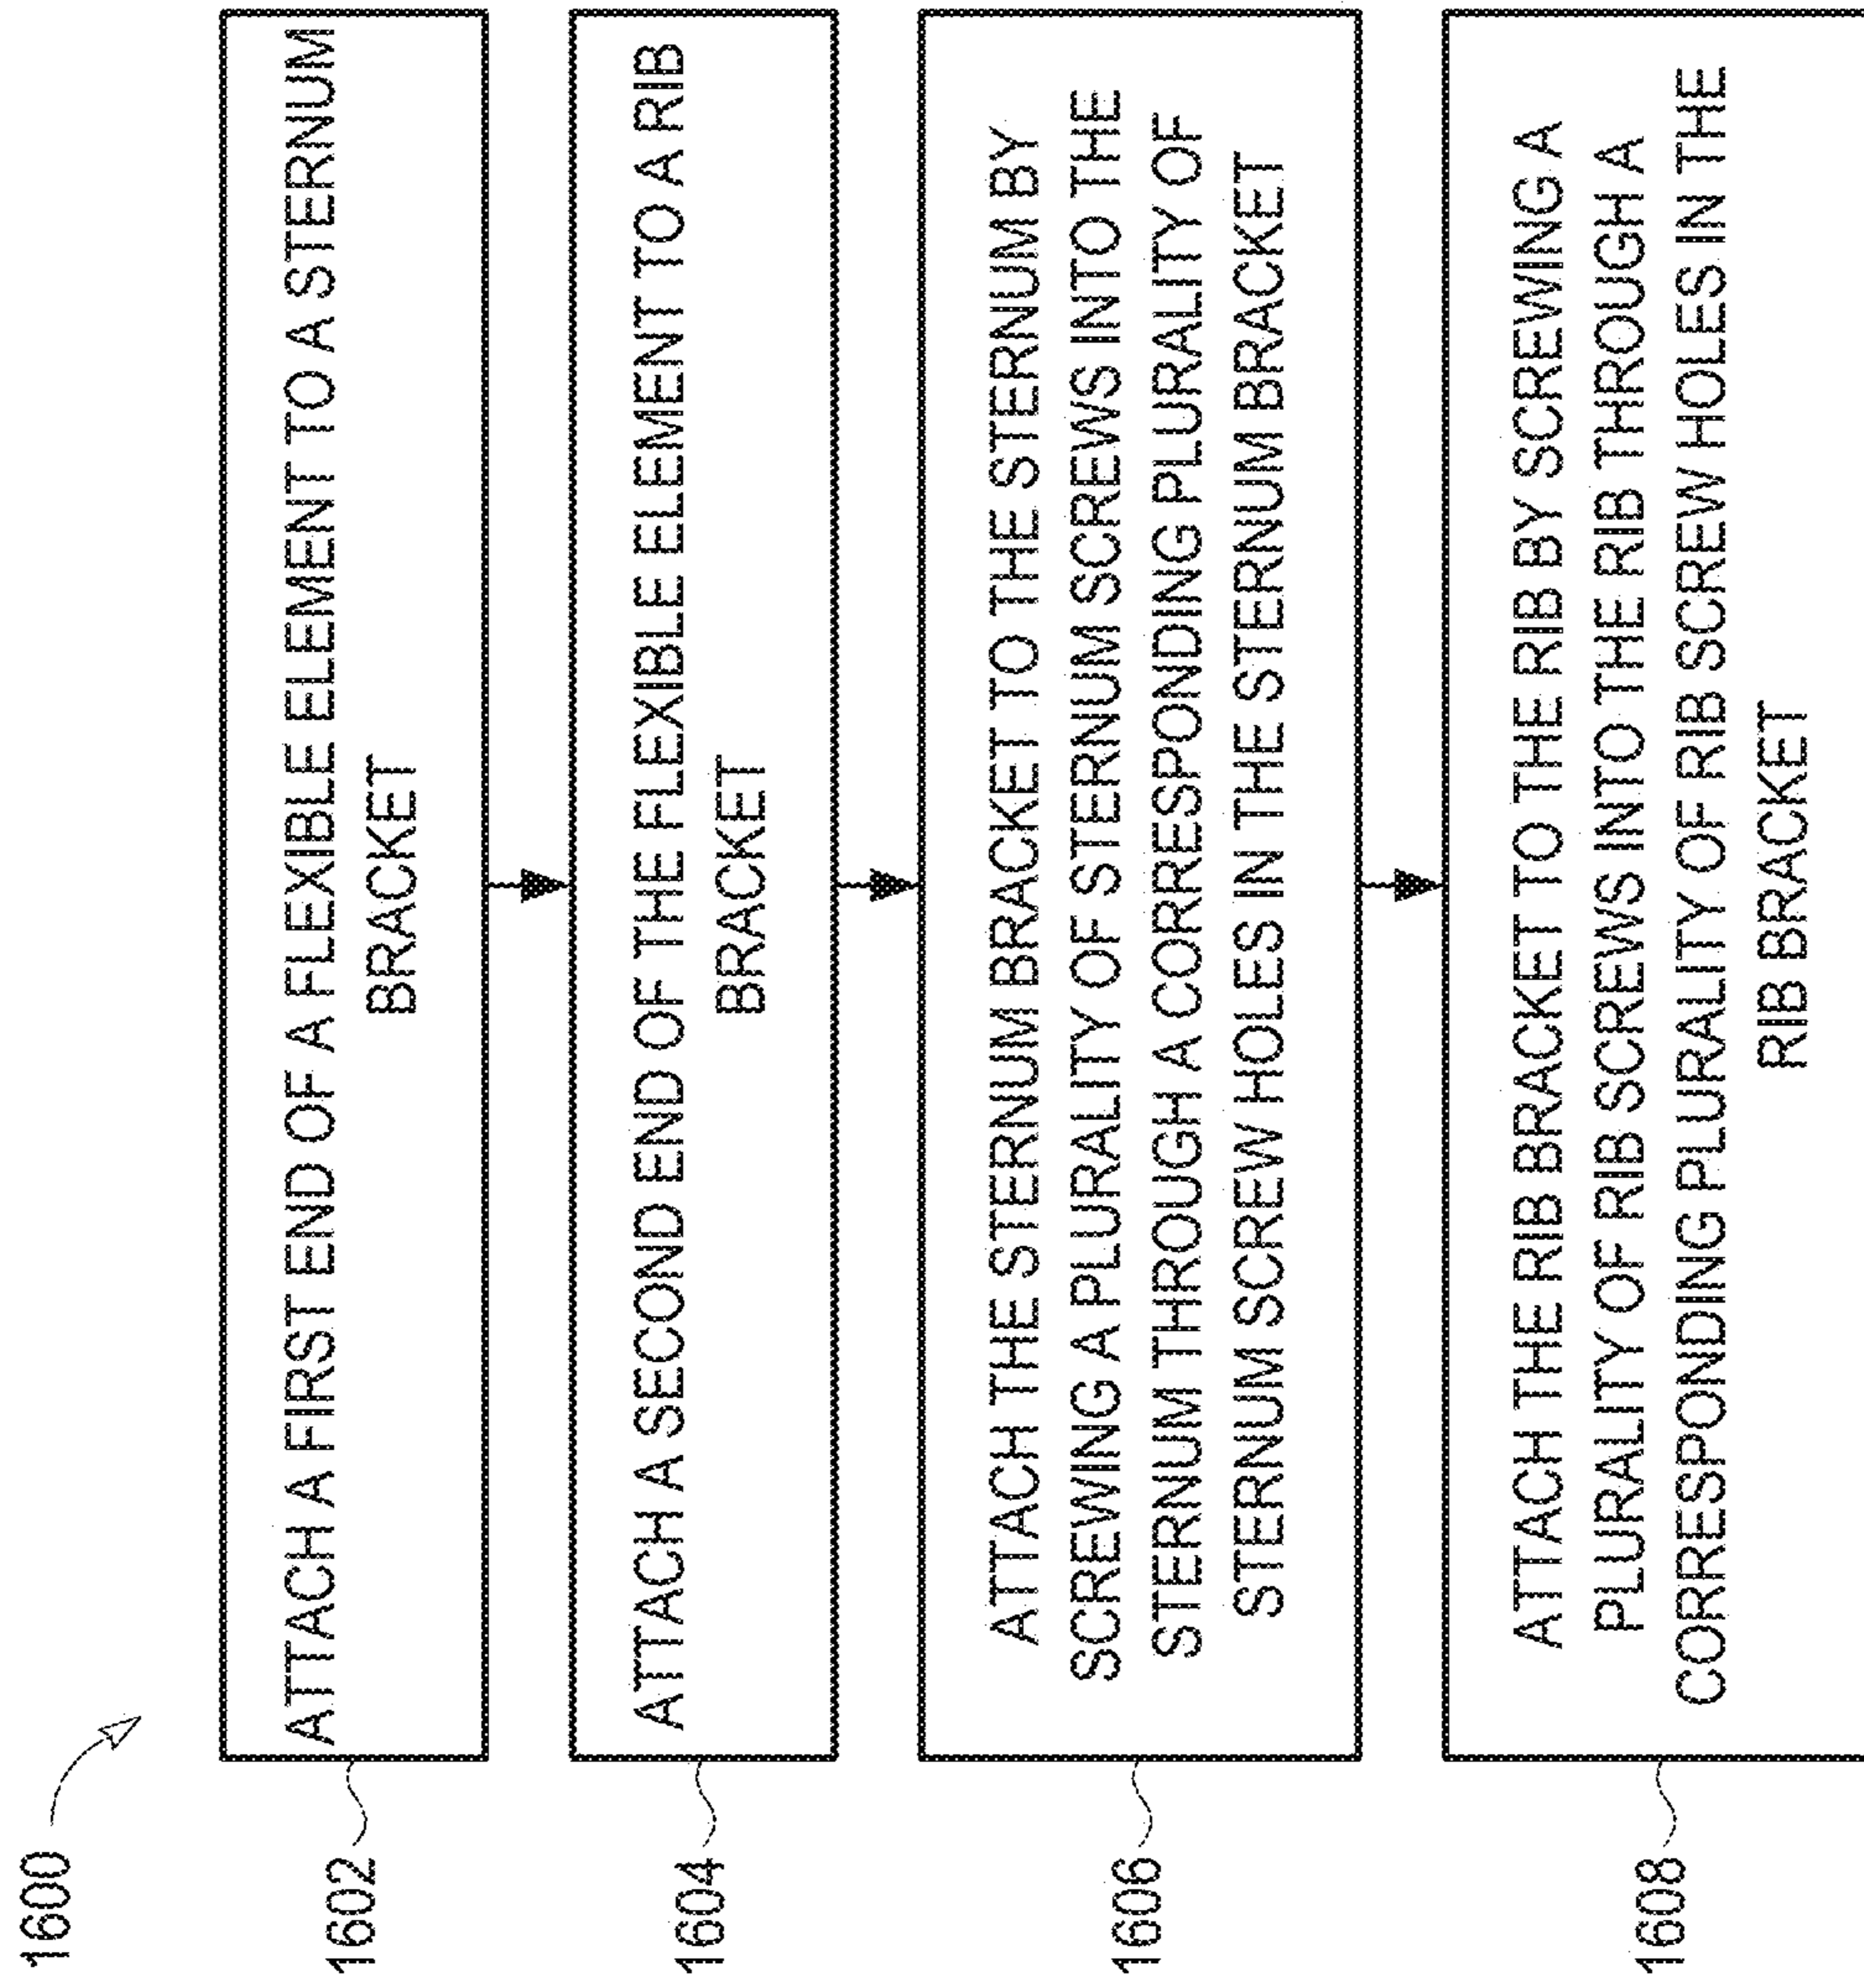 1600
1602
ATTACH A FIRST END OF A FLEXIBLE ELEMENT TO A STERNUM
BRACKET
1604
ATTACH A SECOND END OF THE FLEXIBLE ELEMENT TO A RIB
BRACKET
1606
ATTACH THE STERNUM BRACKET TO THE STERNUM BY
SCREWING A PLURALITY OF STERNUM SCREWS INTO THE
STERNUM THROUGH A CORRESPONDING PLURALITY OF
STERNUM SCREW HOLES IN THE STERNUM BRACKET
1608
ATTACH THE RIB BRACKET TO THE RIB BY SCREWING A
PLURALITY OF RIB SCREWS INTO THE RIB THROUGH A
CORRESPONDING PLURALITY OF RIB SCREW HOLES IN THE
RIB BRACKET